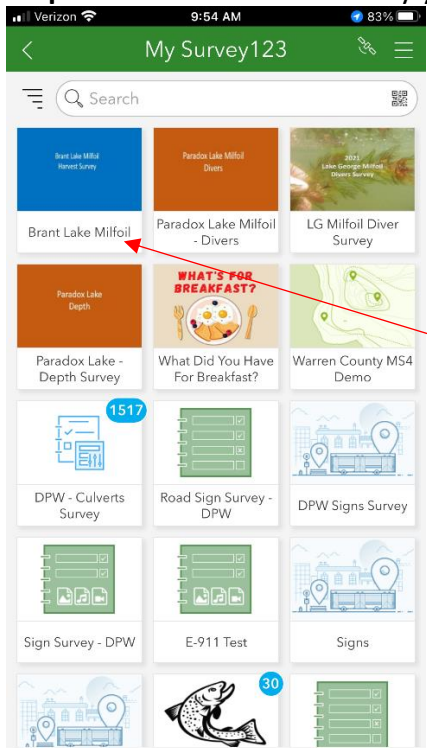 Verizon 9:54 AM 83%
My Survey123
Search
Brant Lake Milfoil
Harvest Survey
Paradox Lake Milfoil
Divers
2021
Lake George Milfoil
Divers Survey
Brant Lake Milfoil
Paradox Lake Milfoil
- Divers
LG Milfoil Diver
Survey
Paradox Lake
Depth
WHAT'S FOR
BREAKFAST?
Paradox Lake -
Depth Survey
What Did You Have
For Breakfast?
Warren County MS4
Demo
1517
DPW - Culverts
Survey
Road Sign Survey -
DPW
DPW Signs Survey
Sign Survey - DPW
E-911 Test
Signs
30